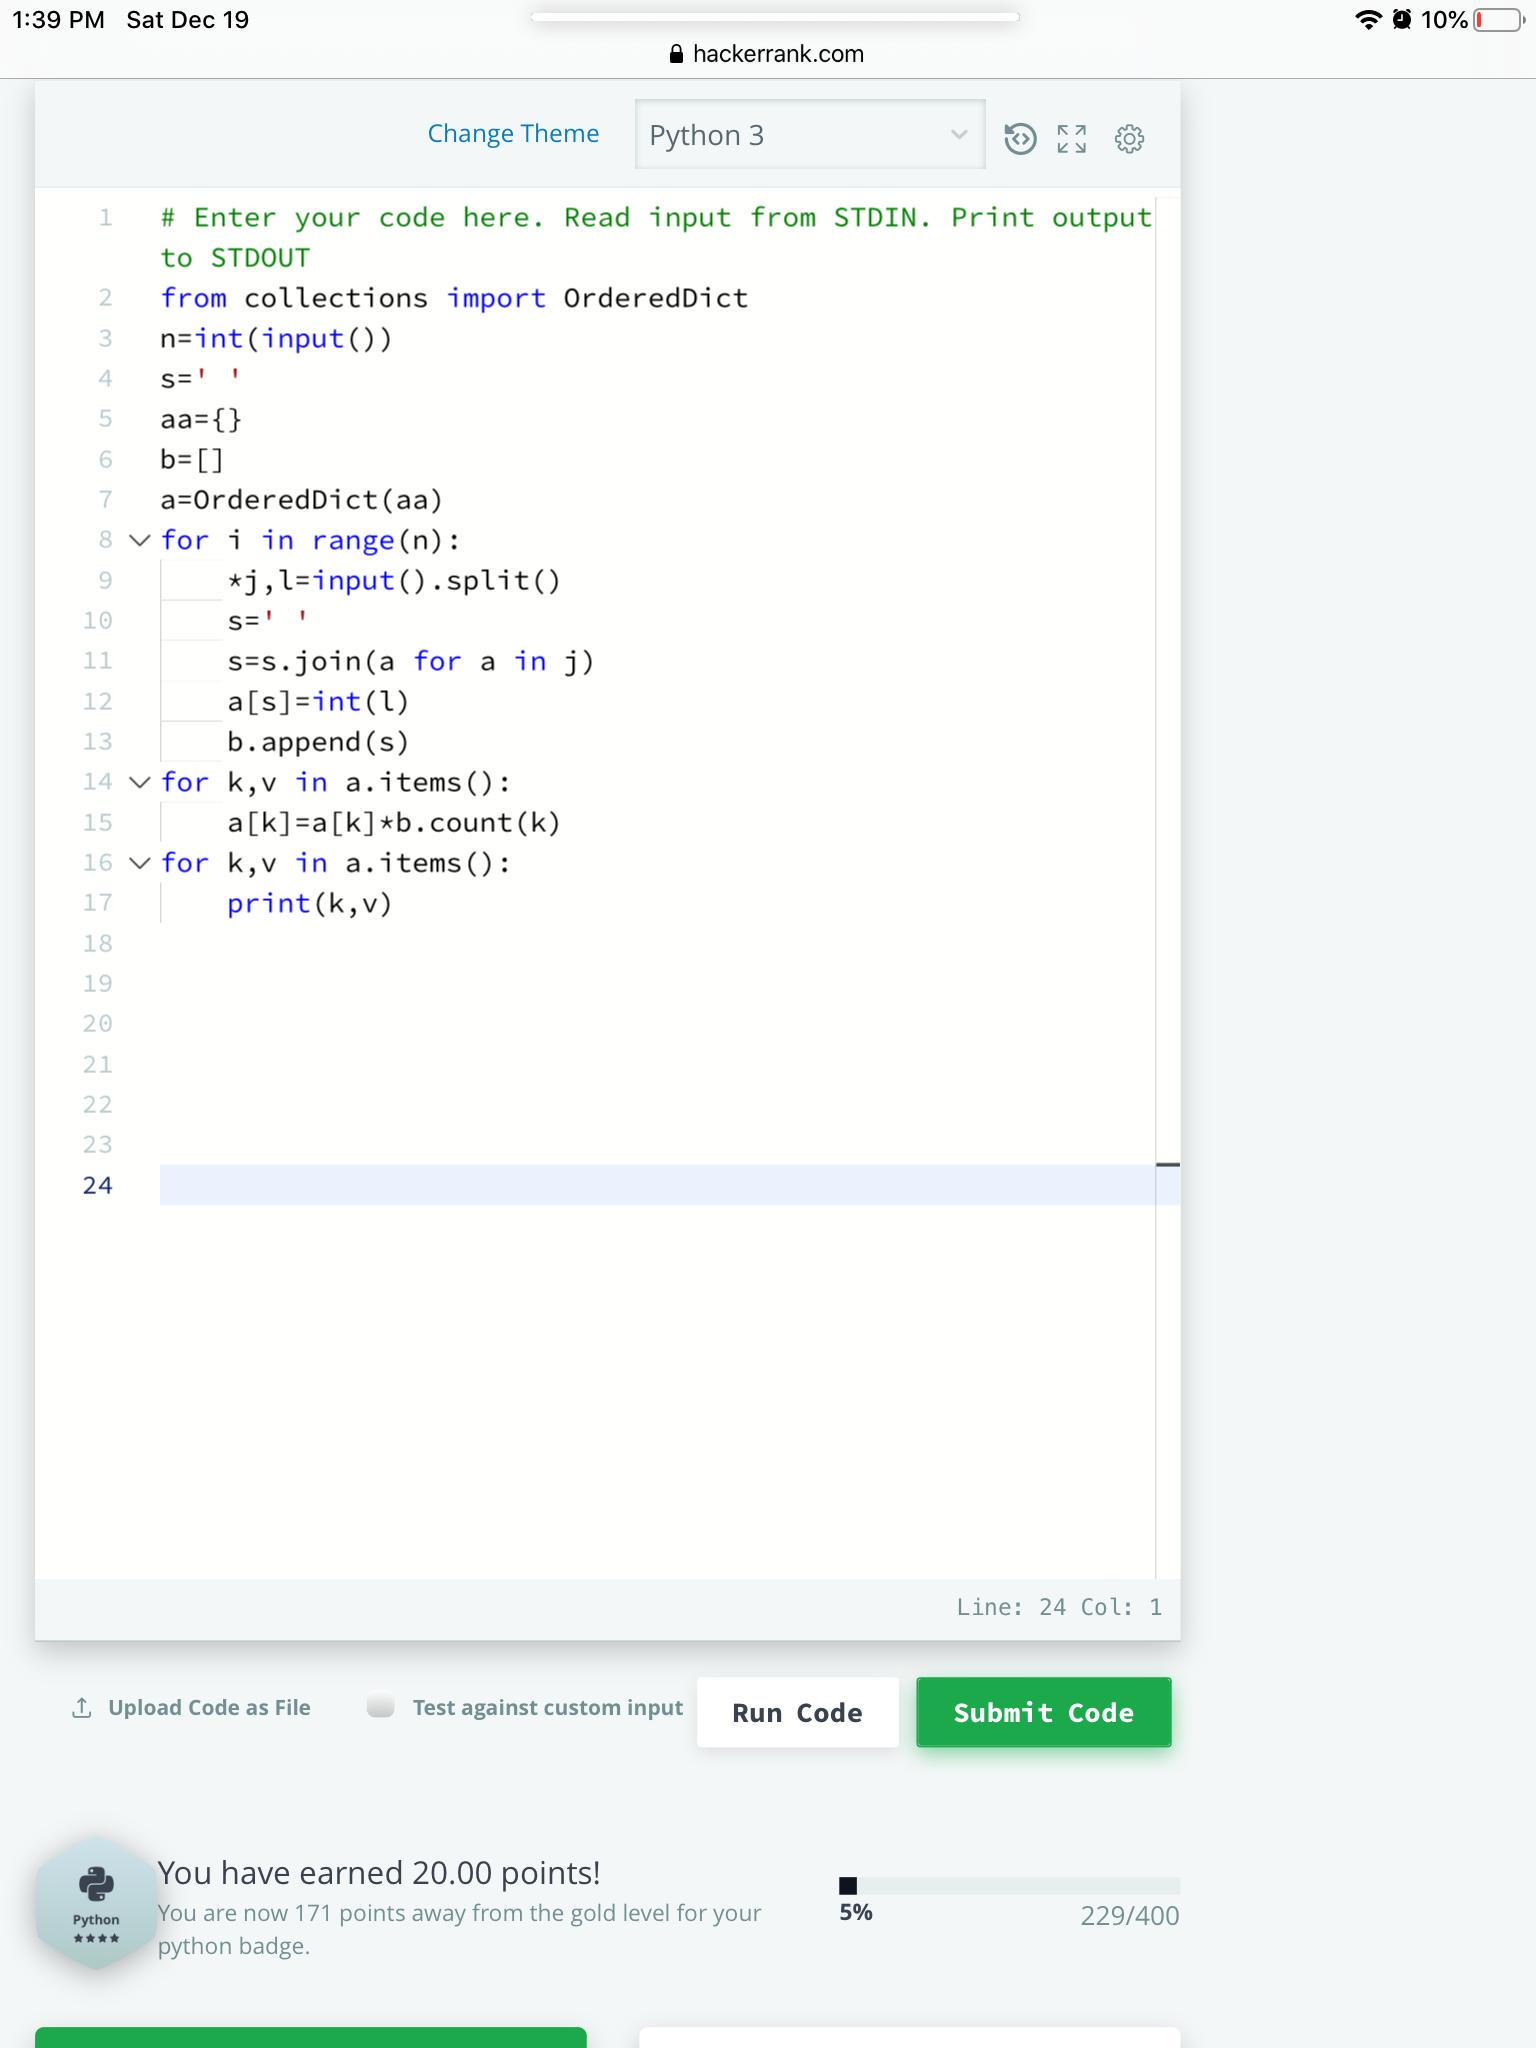 1:39 PM Sat Dec 19
10%
hackerrank.com
Change Theme
Python 3
1 # Enter your code here. Read input from STDIN. Print output
to STDOUT
2 from collections import OrderedDict
3 n=int(input())
4 s=' '
5 aa={}
6 b=[]
7 a=OrderedDict(aa)
8 for i in range(n):
9     *j,l=input().split()
10     s=' '
11     s=s.join(a for a in j)
12     a[s]=int(l)
13     b.append(s)
14 for k,v in a.items():
15     a[k]=a[k]*b.count(k)
16 for k,v in a.items():
17     print(k,v)
18
19
20
21
22
23
24
Line: 24 Col: 1
Upload Code as File
Test against custom input
Run Code
Submit Code
Python
★★★★
You have earned 20.00 points!
You are now 171 points away from the gold level for your
python badge.
5%
229/400